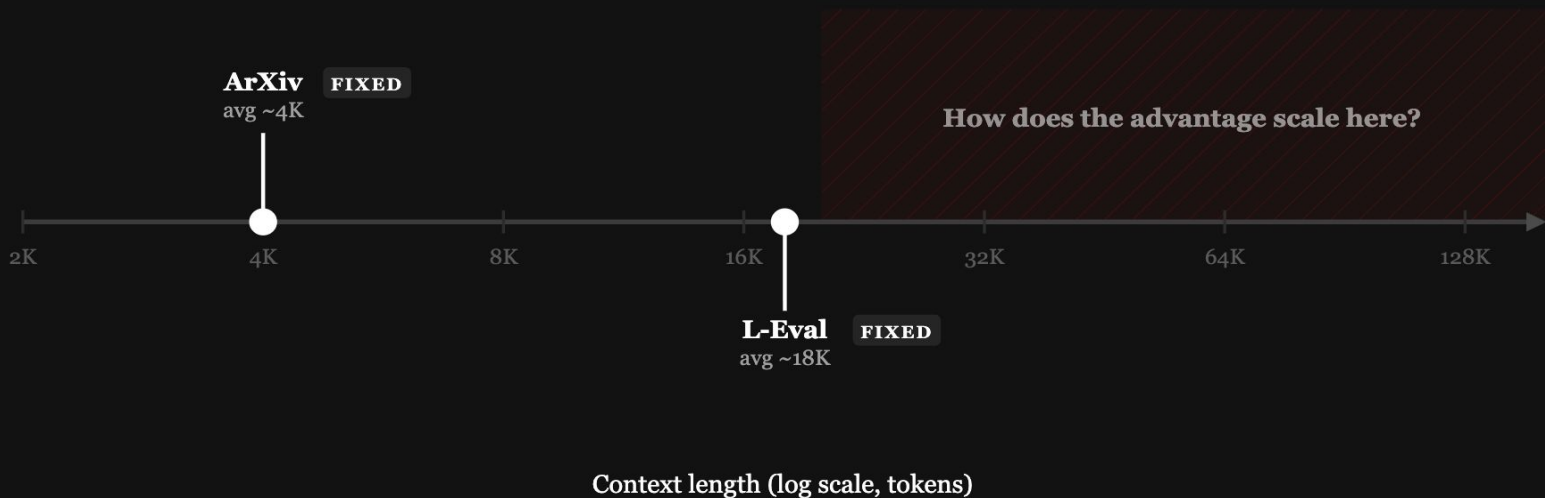 ArXiv FIXED
avg ~4K
How does the advantage scale here?
2K 4K 8K 16K 32K 64K 128K
L-Eval FIXED
avg ~18K
Context length (log scale, tokens)